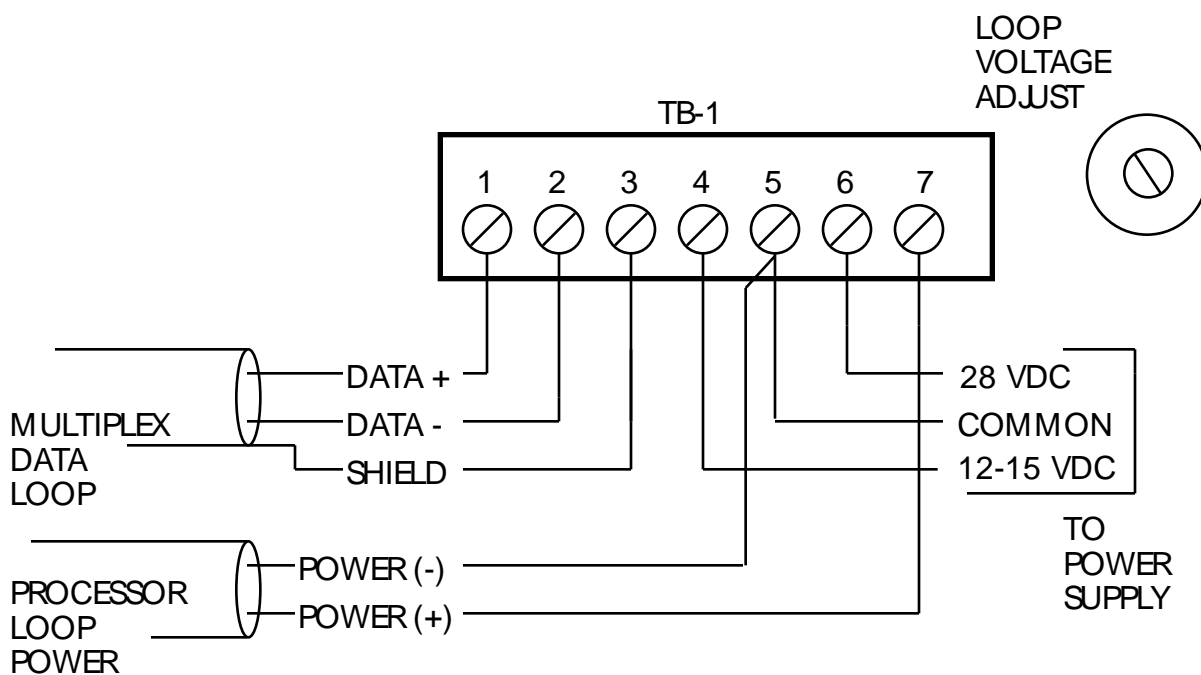 LOOP
VOLTAGE
ADJUST
TB-1
1 2 3 4 5 6 7
DATA +
DATA -
SHIELD
MULTIPLEX
DATA
LOOP
28 VDC
COMMON
12-15 VDC
TO
POWER
SUPPLY
POWER (-)
POWER (+)
PROCESSOR
LOOP
POWER